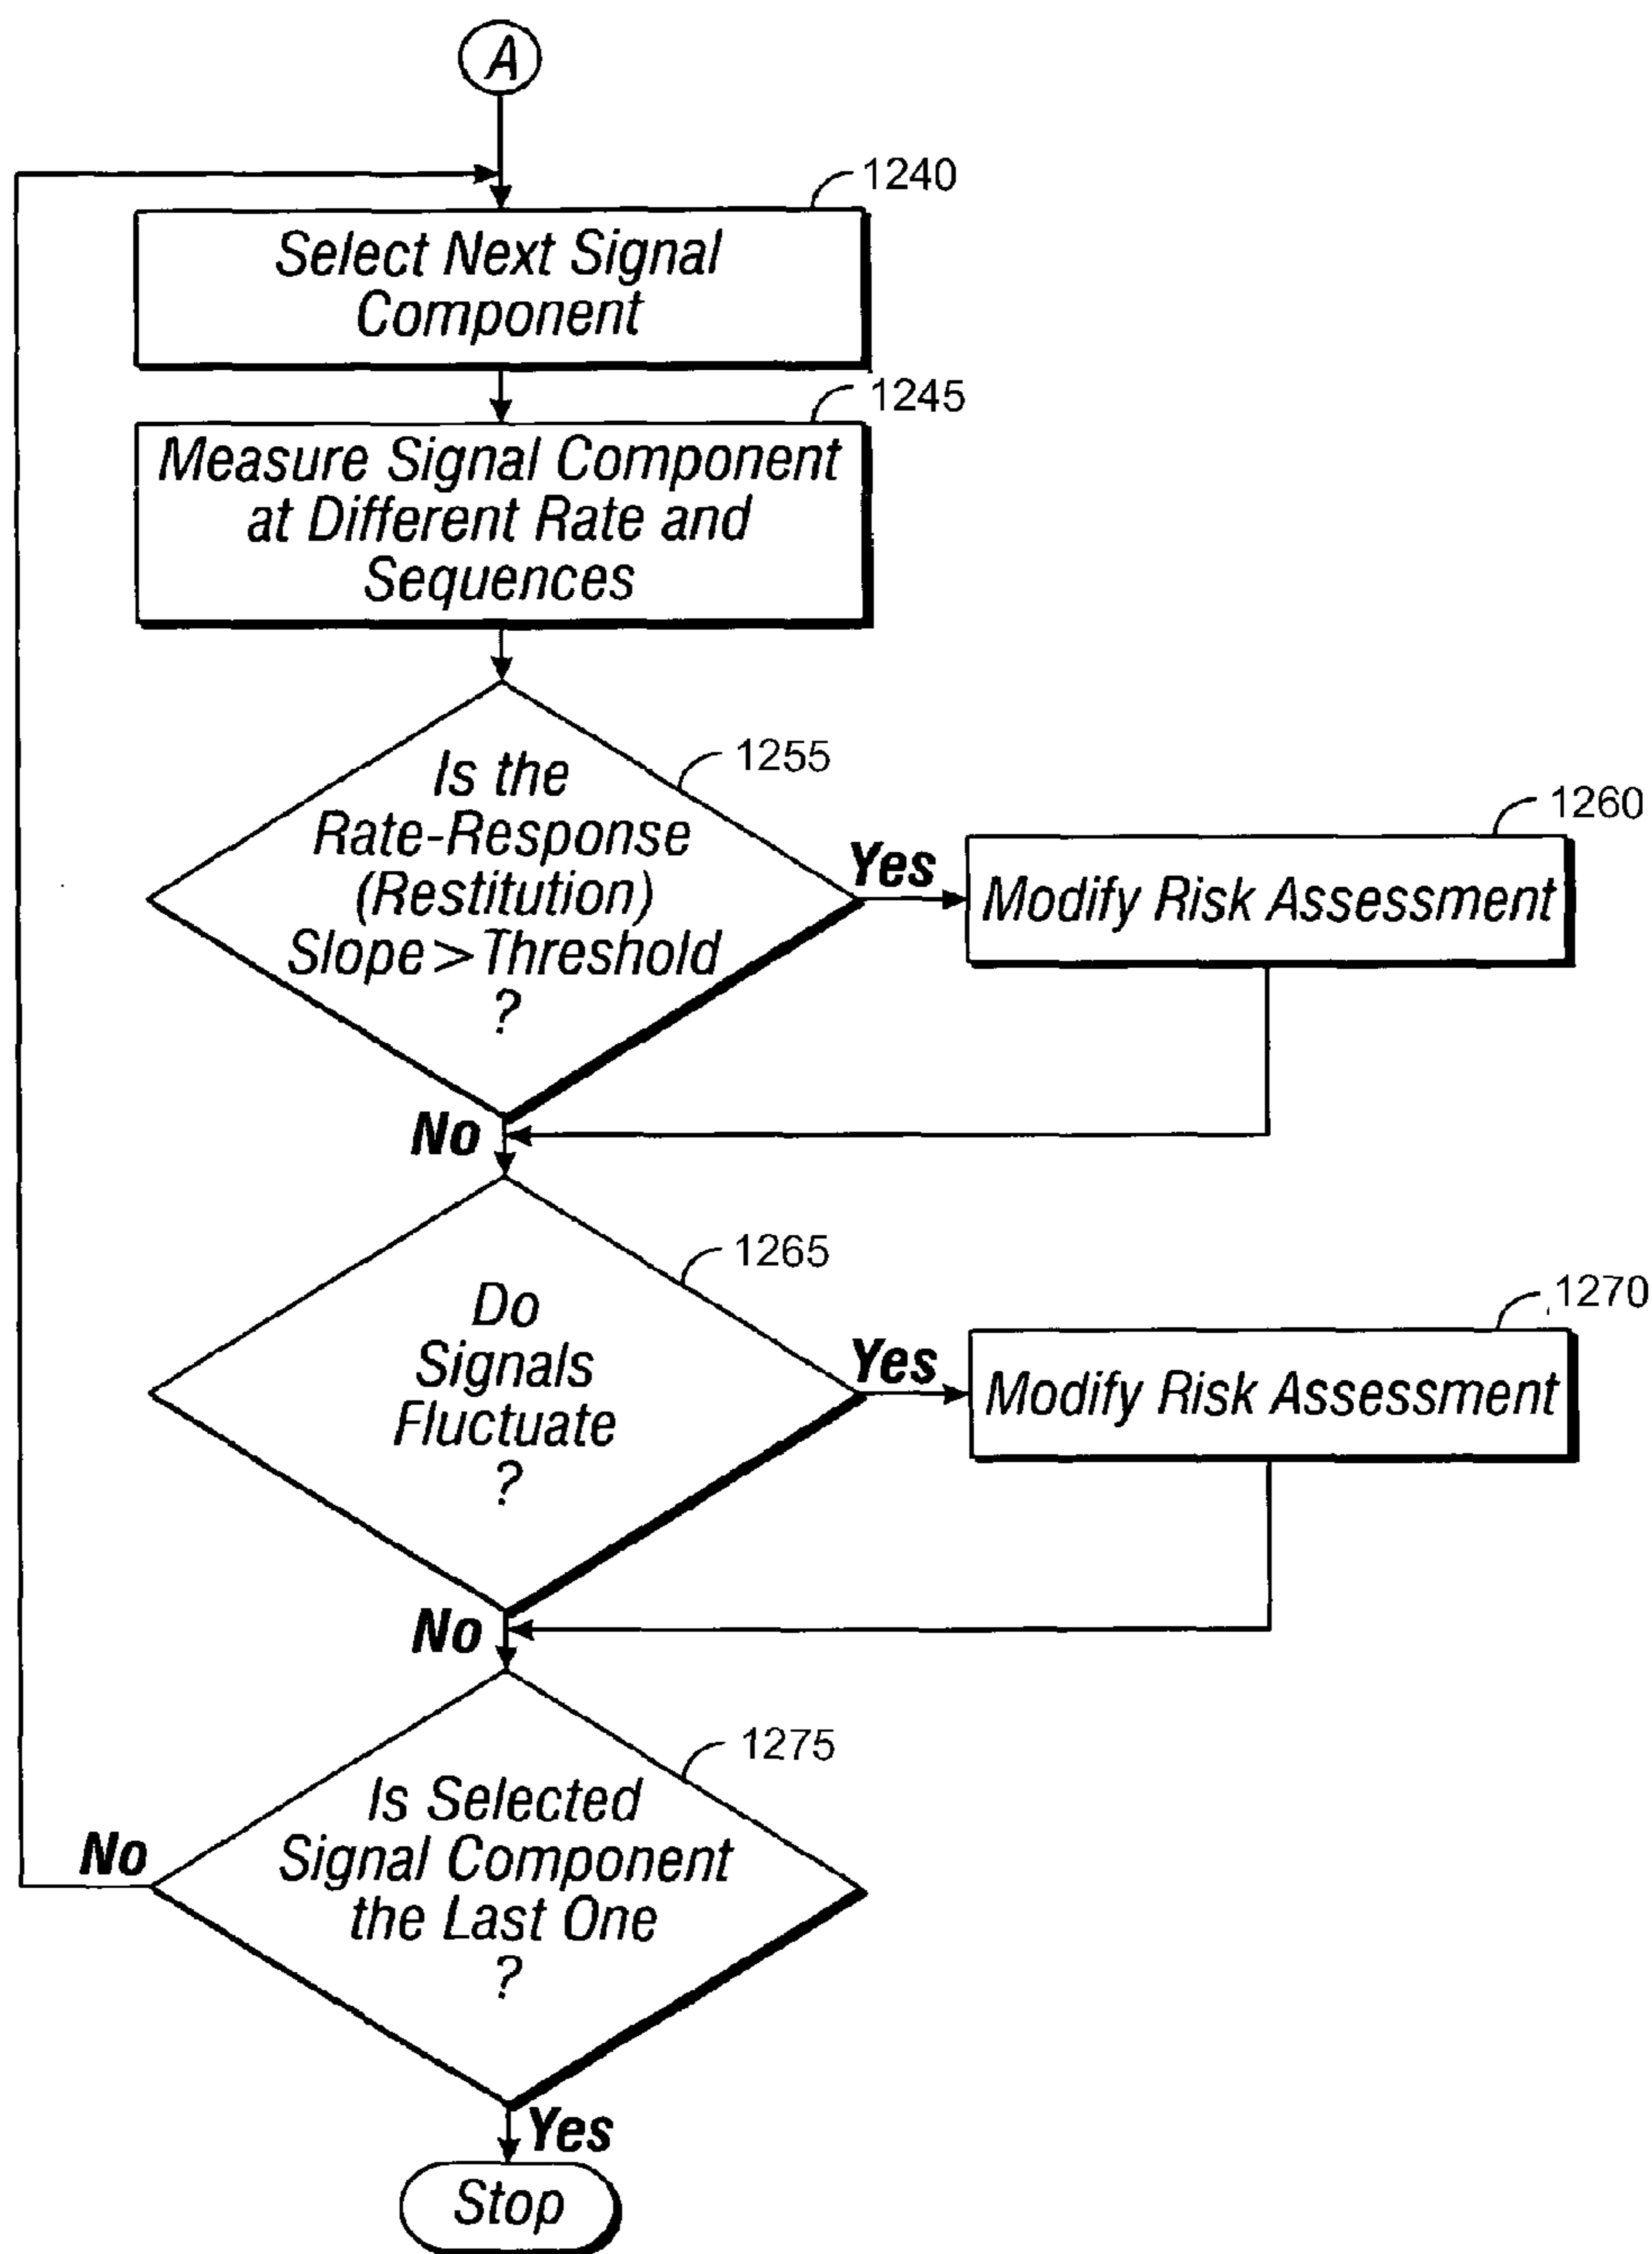 A
1240
Select Next Signal
Component
1245
Measure Signal Component
at Different Rate and
Sequences
1255
Is the
Rate-Response
(Restitution)
Slope > Threshold
?
Yes
1260
Modify Risk Assessment
No
1265
Do
Signals
Fluctuate
?
Yes
1270
Modify Risk Assessment
No
1275
Is Selected
Signal Component
the Last One
?
No
Yes
Stop